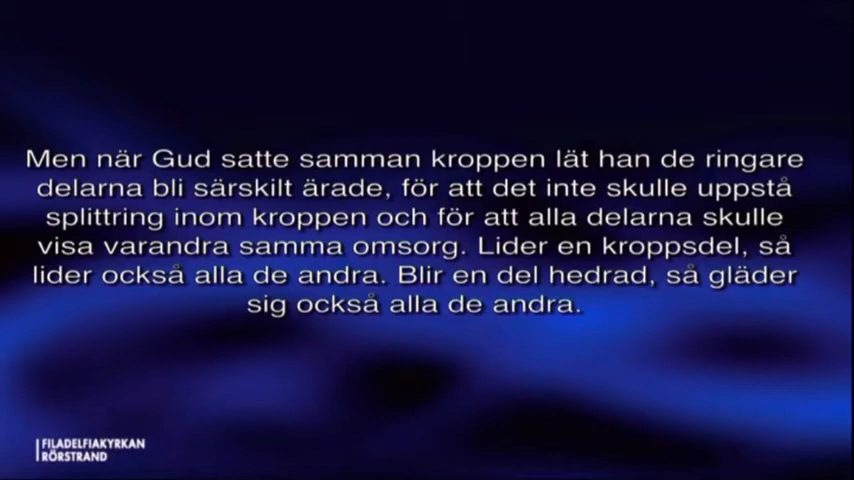 Men när Gud satte samman kroppen lät han de ringare
delarna bli särskilt ärade, för att det inte skulle uppstå
splittring inom kroppen och för att alla delarna skulle
visa varandra samma omsorg. Lider en kroppsdel, så
lider också alla de andra. Blir en del hedrad, så gläder
sig också alla de andra.
FILADELFIAKYRKAN
RÖRSTRAND